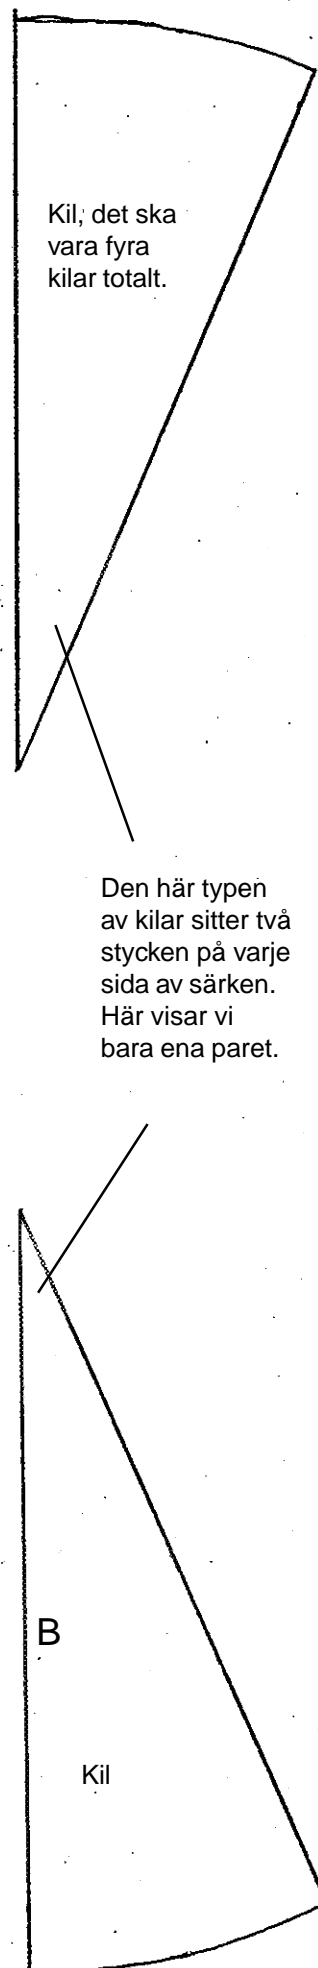 Kil, det ska
vara fyra
kilar totalt.
Den här typen
av kilar sitter två
stycken på varje
sida av särken.
Här visar vi
bara ena paret.
B
Kil